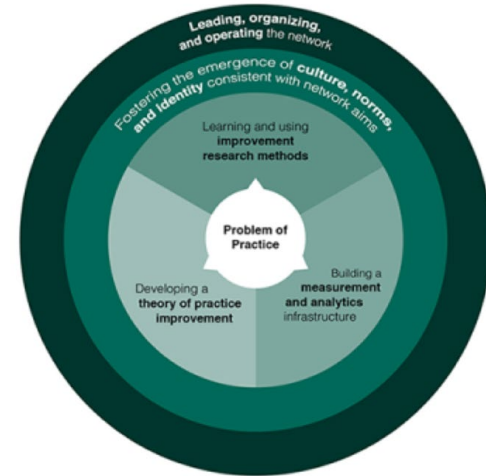 Leading, organizing,
and operating the network
Fostering the emergence of culture, norms,
and identity consistent with network aims
Learning and using
improvement
research methods
Problem of
Practice
Developing a
theory of practice
improvement
Building a
measurement
and analytics
infrastructure